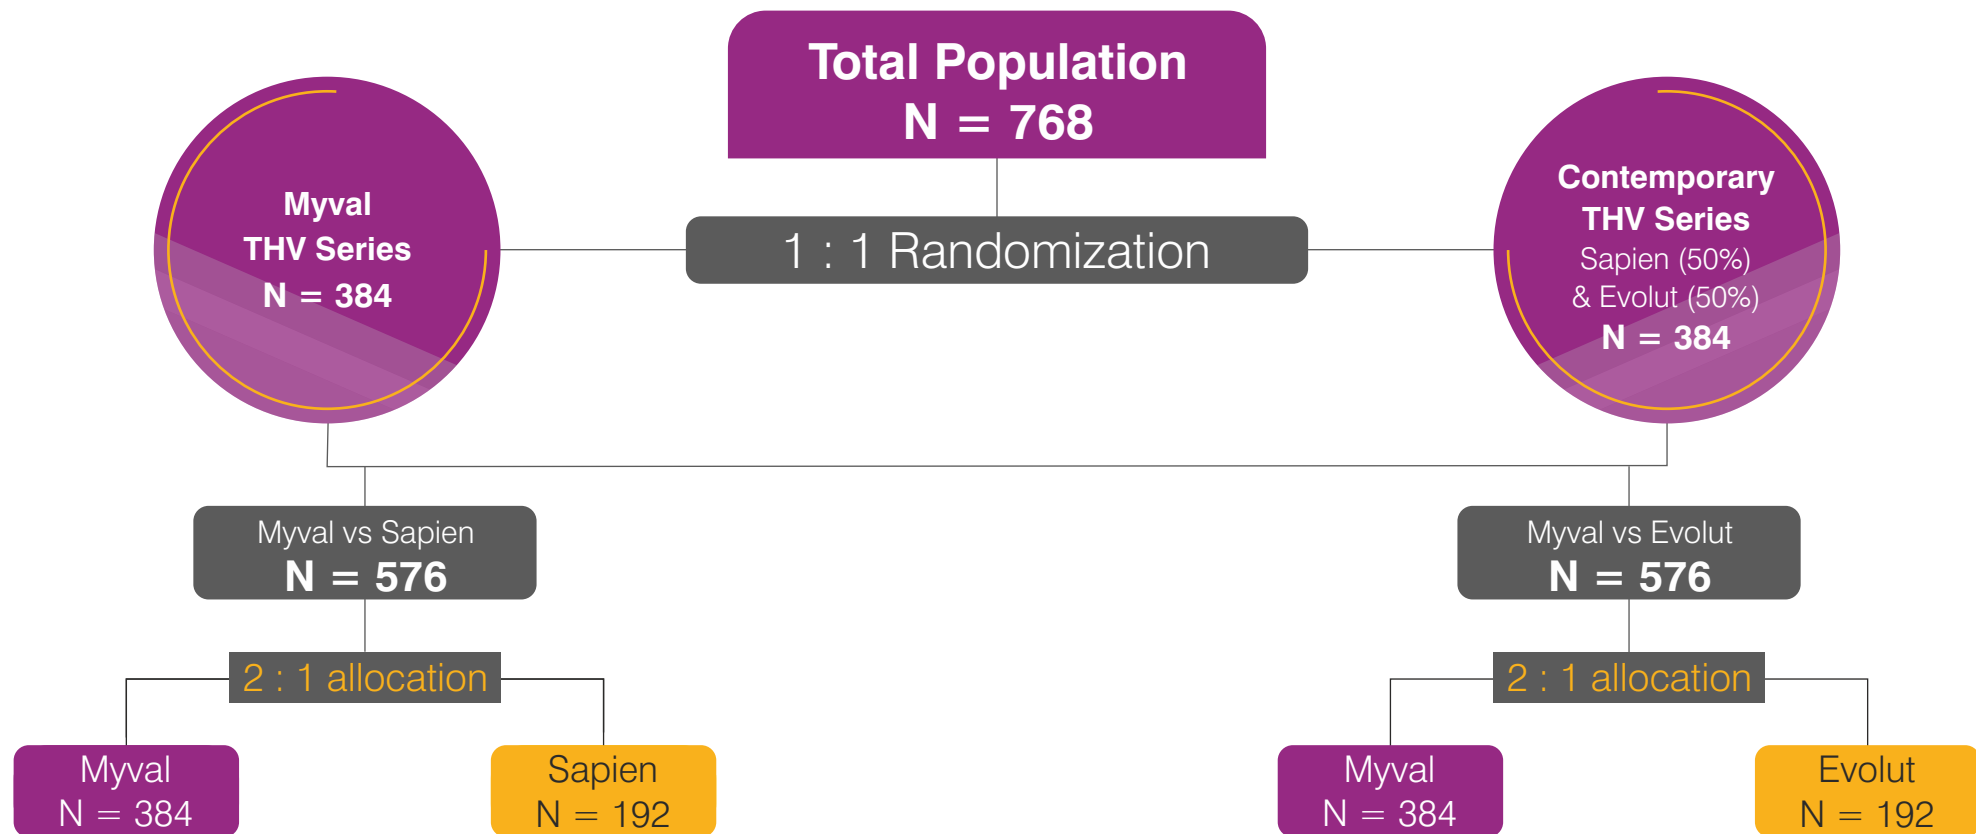 Total Population
N = 768
Myval
THV Series
N = 384
1 : 1 Randomization
Contemporary
THV Series
Sapien (50%)
& Evolut (50%)
N = 384
Myval vs Sapien
N = 576
Myval vs Evolut
N = 576
2 : 1 allocation
2 : 1 allocation
Myval
N = 384
Sapien
N = 192
Myval
N = 384
Evolut
N = 192